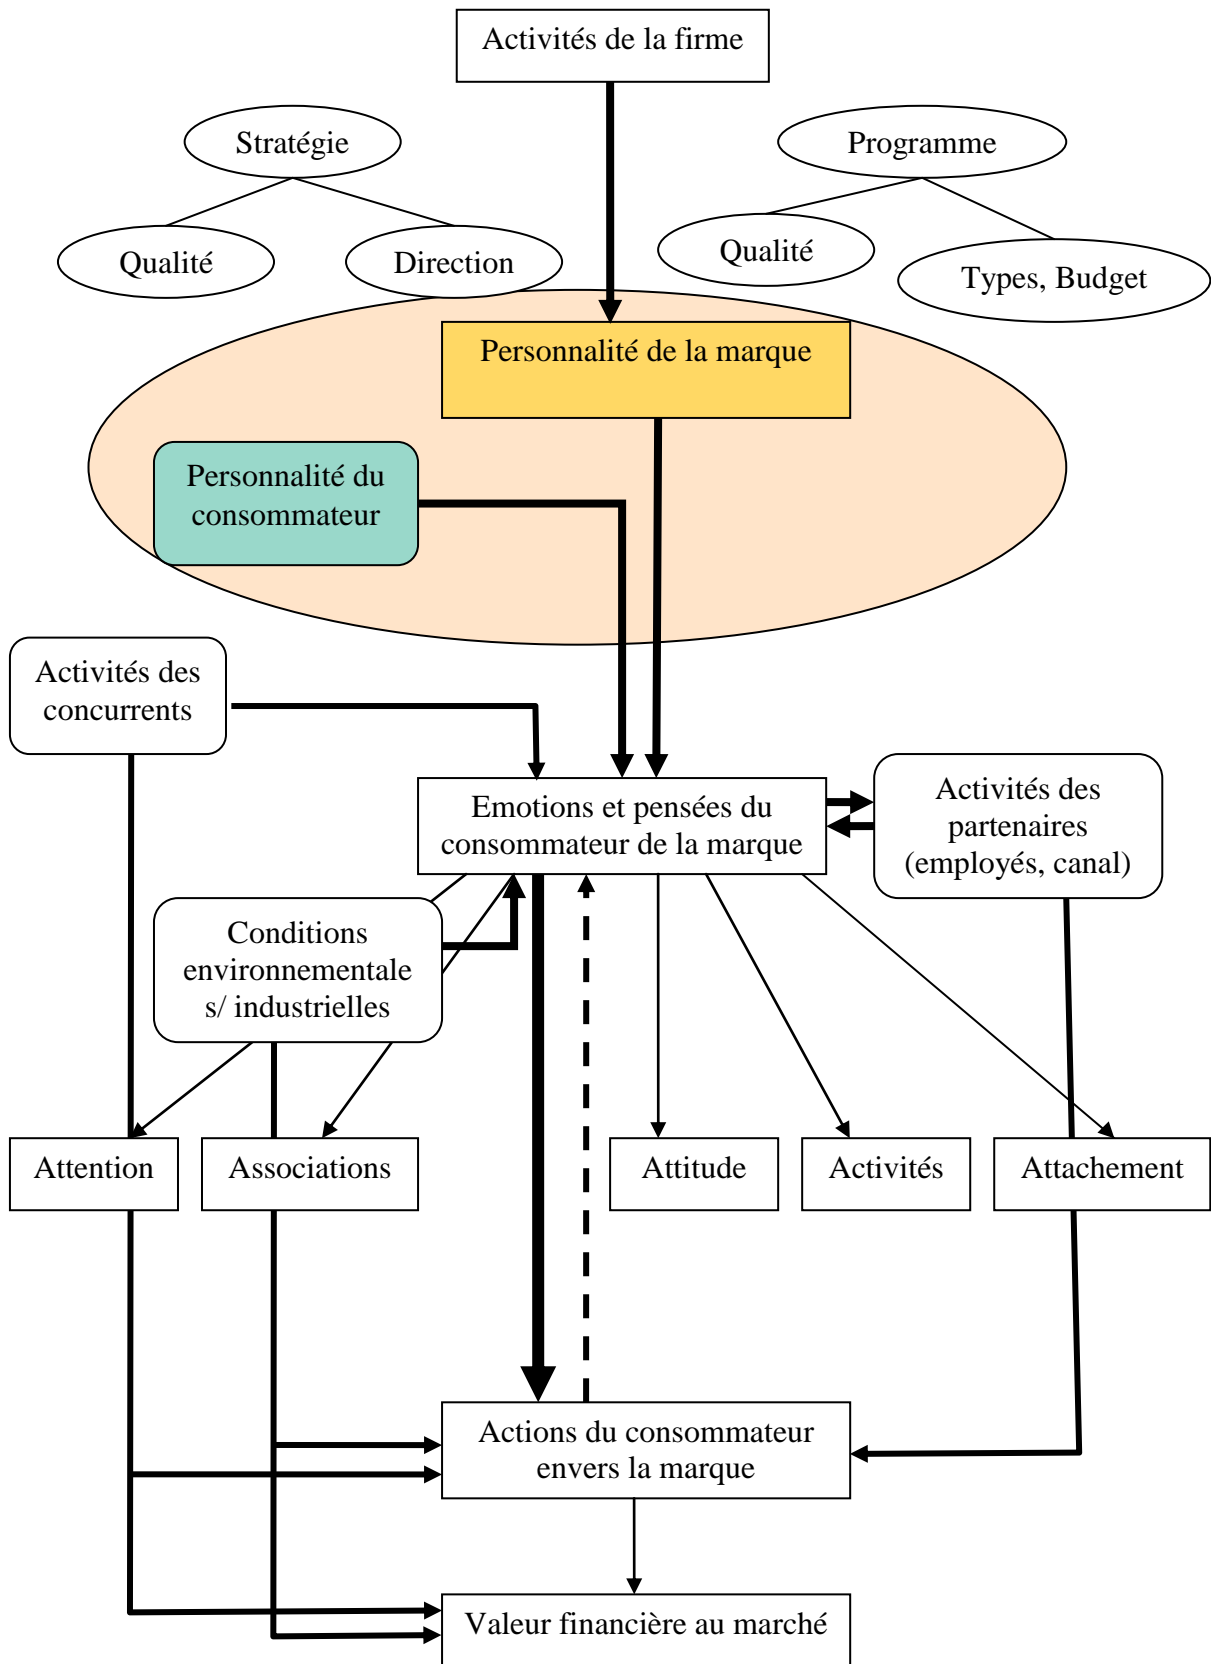 Activités de la firme
Stratégie
Programme
Qualité
Direction
Qualité
Types, Budget
Personnalité de la marque
Personnalité du
consommateur
Activités des
concurrents
Emotions et pensées du
consommateur de la marque
Activités des
partenaires
(employés, canal)
Conditions
environnementale
s/ industrielles
Attention
Associations
Attitude
Activités
Attachement
Actions du consommateur
envers la marque
Valeur financière au marché